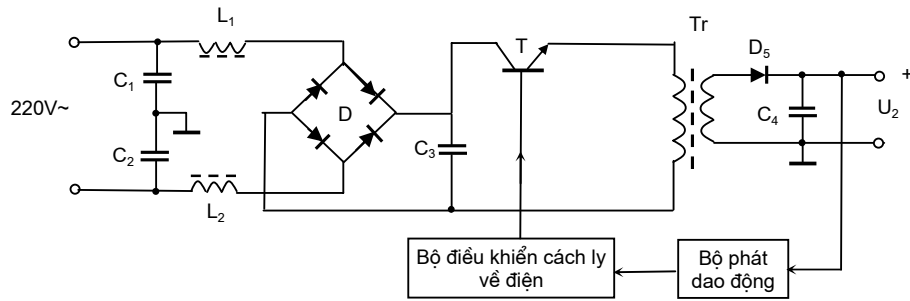 L₁
Tr
T
D₅
+
C₁
220V~
D
C₃
C₄
U₂
C₂
L₂
Bộ điều khiển cách ly
về điện
Bộ phát
dao động